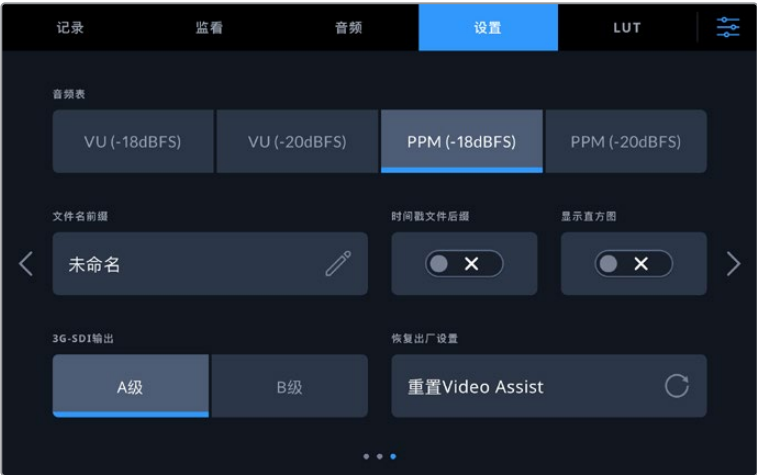 记录 监看 音频 设置 LUT
音频表
VU (-18dBFS) VU (-20dBFS) PPM (-18dBFS) PPM (-20dBFS)
文件名前缀 时间戳文件后缀 显示直方图
未命名
3G-SDI输出 恢复出厂设置
A级 B级 重置Video Assist